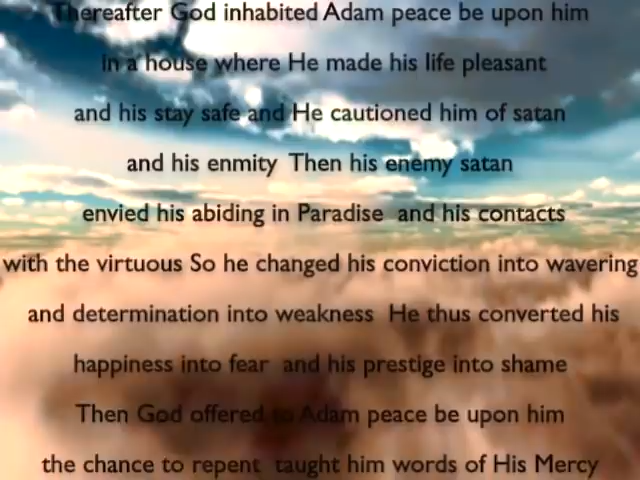 Thereafter God inhabited Adam peace be upon him
in a house where He made his life pleasant
and his stay safe and He cautioned him of satan
and his enmity Then his enemy satan
envied his abiding in Paradise and his contacts
with the virtuous So he changed his conviction into wavering
and determination into weakness He thus converted his
happiness into fear and his prestige into shame
Then God offered to Adam peace be upon him
the chance to repent taught him words of His Mercy